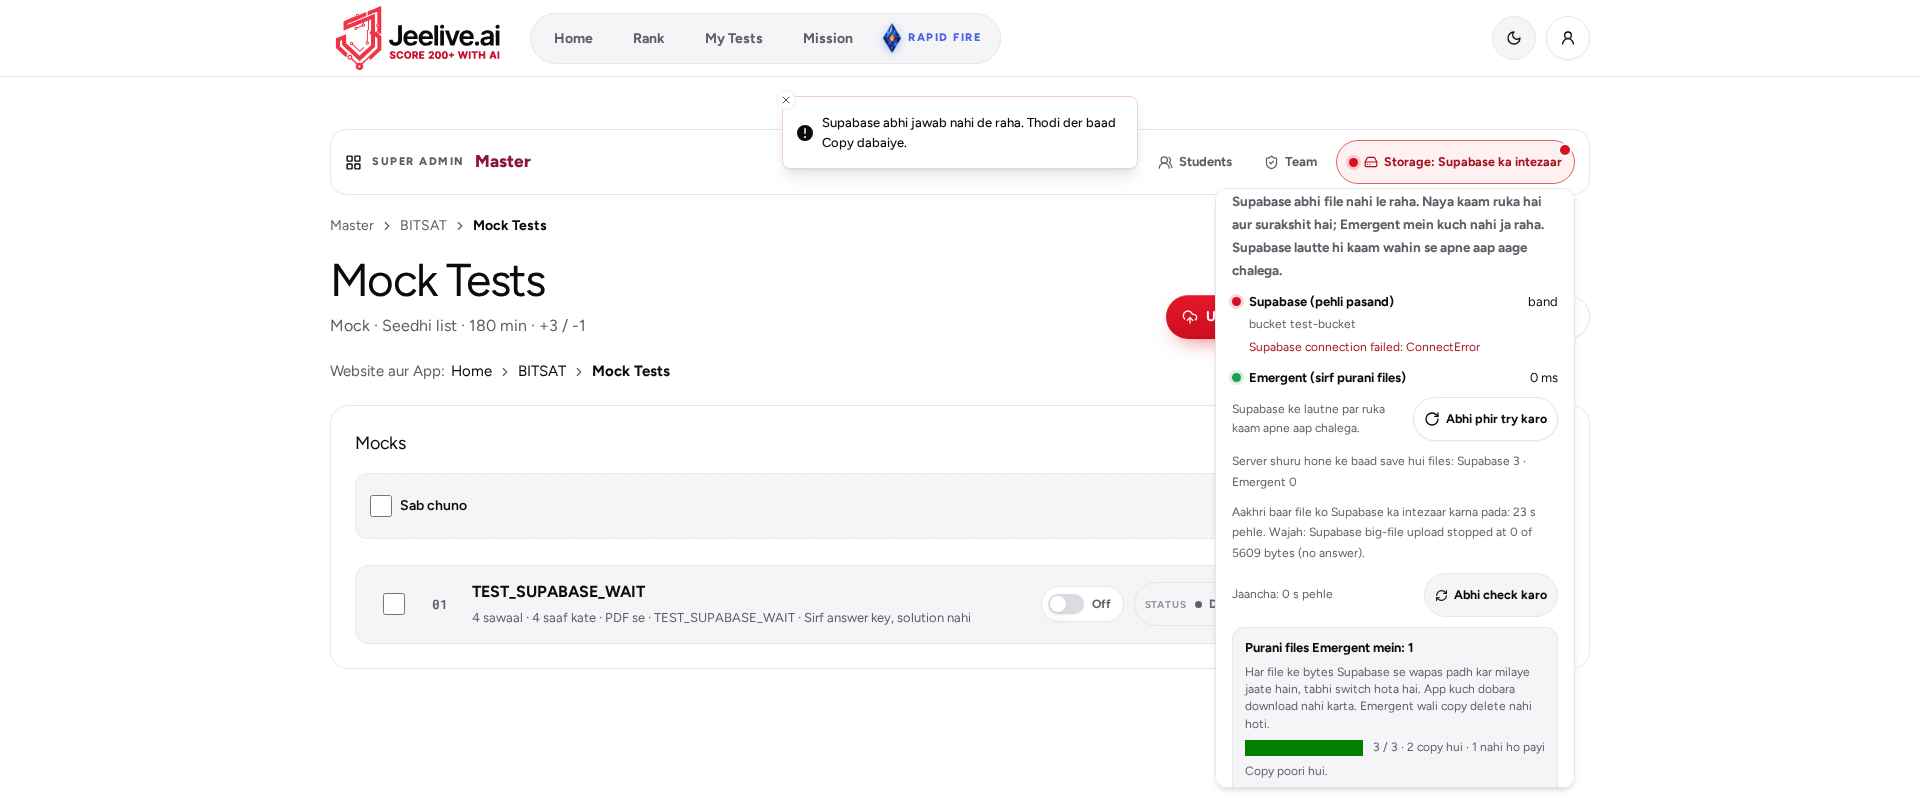 Jeelive.ai
SCORE 200+ WITH AI
Home
Rank
My Tests
Mission
RAPID FIRE
Supabase abhi jawab nahi de raha. Thodi der baad
Copy dabaiye.
SUPER ADMIN
Master
Students
Team
Storage: Supabase ka intezaar
Master
BITSAT
Mock Tests
Mock Tests
Mock · Seedhi list · 180 min · +3 / -1
Website aur App:
Home
BITSAT
Mock Tests
Mocks
Sab chuno
01
TEST_SUPABASE_WAIT
4 sawaal · 4 saaf kate · PDF se · TEST_SUPABASE_WAIT · Sirf answer key, solution nahi
Off
STATUS
Supabase abhi file nahi le raha. Naya kaam ruka hai
aur surakshit hai; Emergent mein kuch nahi ja raha.
Supabase lautte hi kaam wahin se apne aap aage
chalega.
Supabase (pehli pasand)
band
bucket test-bucket
Supabase connection failed: ConnectError
Emergent (sirf purani files)
0 ms
Supabase ke lautne par ruka
kaam apne aap chalega.
Abhi phir try karo
Server shuru hone ke baad save hui files: Supabase 3 ·
Emergent 0
Aakhri baar file ko Supabase ka intezaar karna pada: 23 s
pehle. Wajah: Supabase big-file upload stopped at 0 of
5609 bytes (no answer).
Jaancha: 0 s pehle
Abhi check karo
Purani files Emergent mein: 1
Har file ke bytes Supabase se wapas padh kar milaye
jaate hain, tabhi switch hota hai. App kuch dobara
download nahi karta. Emergent wali copy delete nahi
hoti.
3 / 3 · 2 copy hui · 1 nahi ho payi
Copy poori hui.